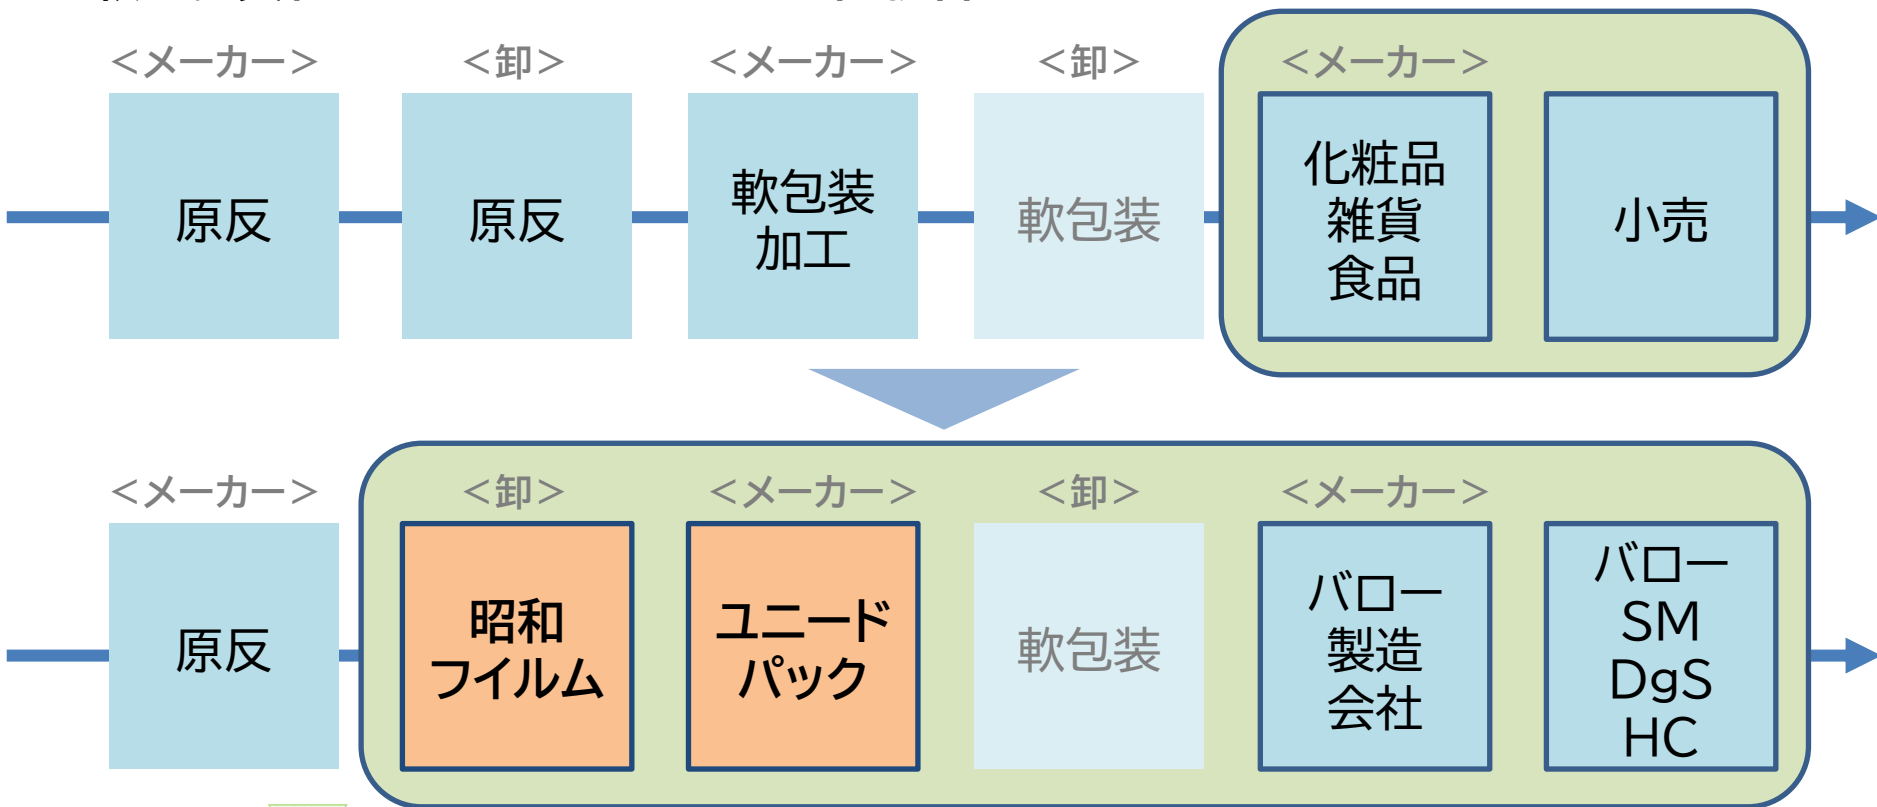 <メーカー>
<卸>
<メーカー>
<卸>
<メーカー>
原反
原反
軟包装
加工
軟包装
化粧品
雑貨
食品
小売
<メーカー>
<卸>
<メーカー>
<卸>
<メーカー>
原反
昭和
フイルム
ユニード
パック
軟包装
バロー
製造
会社
バロー
SM
DgS
HC